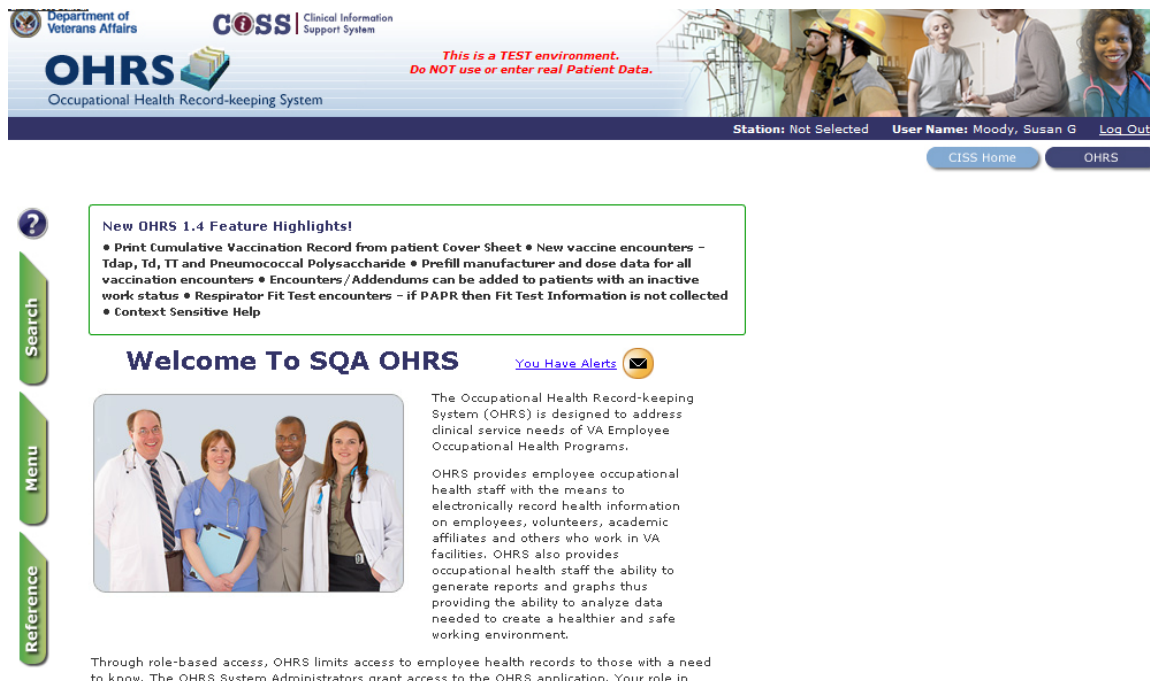 Department of
Veterans Affairs
CiSS Clinical Information
Support System
This is a TEST environment.
Do NOT use or enter real Patient Data.
OHRS
Occupational Health Record-keeping System
Station: Not Selected User Name: Moody, Susan G Log Out
CISS Home OHRS
?
New OHRS 1.4 Feature Highlights!
• Print Cumulative Vaccination Record from patient Cover Sheet • New vaccine encounters –
Tdap, Td, TT and Pneumococcal Polysaccharide • Prefill manufacturer and dose data for all
vaccination encounters • Encounters/Addendums can be added to patients with an inactive
work status • Respirator Fit Test encounters – if PAPR then Fit Test Information is not collected
• Context Sensitive Help
Search
Welcome To SQA OHRS You Have Alerts
The Occupational Health Record-keeping
System (OHRS) is designed to address
clinical service needs of VA Employee
Occupational Health Programs.
Menu
OHRS provides employee occupational
health staff with the means to
electronically record health information
on employees, volunteers, academic
affiliates and others who work in VA
facilities. OHRS also provides
occupational health staff the ability to
generate reports and graphs thus
providing the ability to analyze data
needed to create a healthier and safe
working environment.
Reference
Through role-based access, OHRS limits access to employee health records to those with a need
to know. The OHRS System Administrators grant access to the OHRS application. Your role in